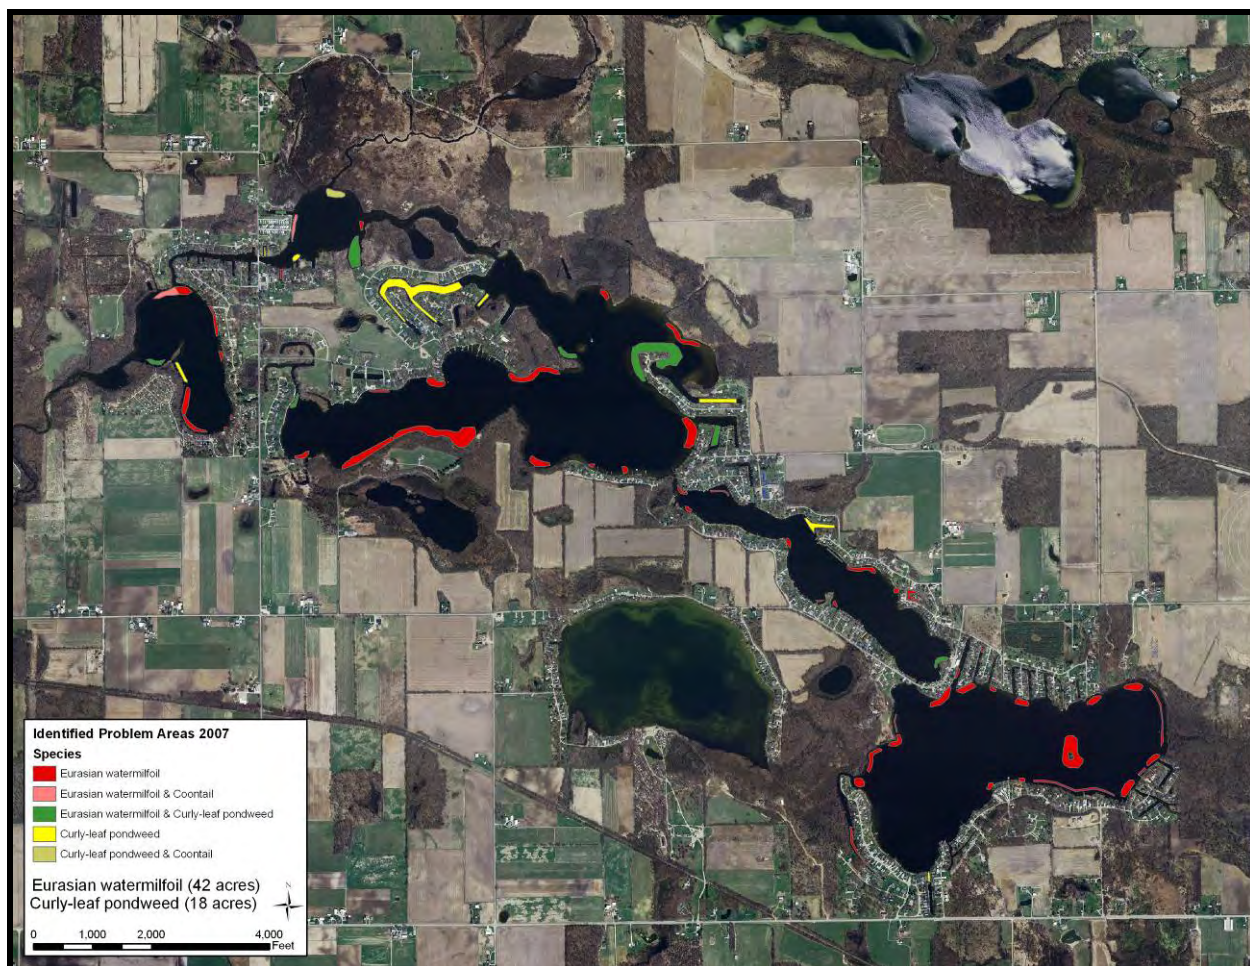 Identified Problem Areas 2007
Species
Eurasian watermilfoil
Eurasian watermilfoil & Coontail
Eurasian watermilfoil & Curly-leaf pondweed
Curly-leaf pondweed
Curly-leaf pondweed & Coontail
Eurasian watermilfoil (42 acres)
Curly-leaf pondweed (18 acres)
N
0 1,000 2,000 4,000
Feet